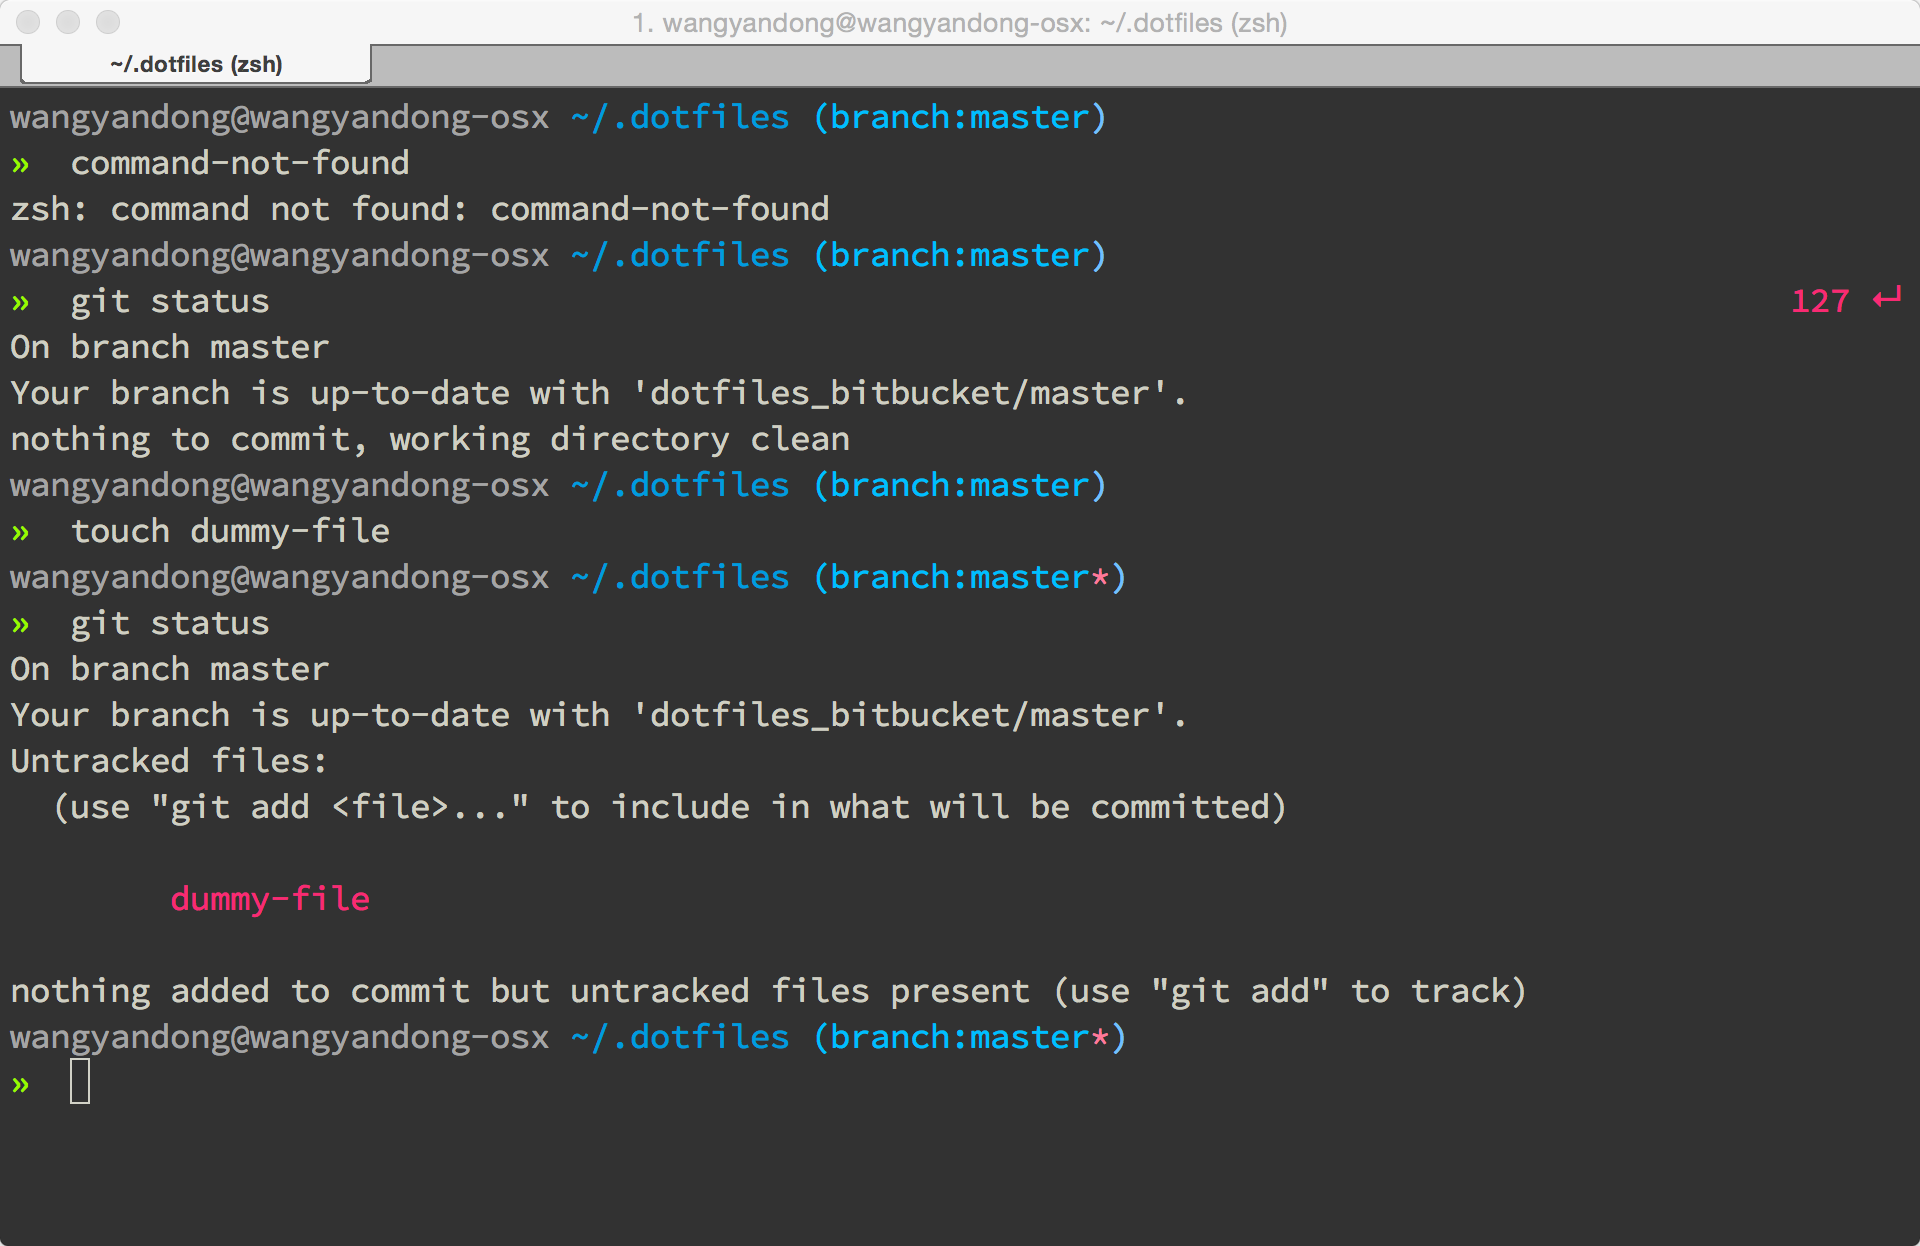 1. wangyandong@wangyandong-osx: ~/.dotfiles (zsh)
~/.dotfiles (zsh)
wangyandong@wangyandong-osx ~/.dotfiles (branch:master)
»  command-not-found
zsh: command not found: command-not-found
wangyandong@wangyandong-osx ~/.dotfiles (branch:master)
»  git status 127 ↵
On branch master
Your branch is up-to-date with 'dotfiles_bitbucket/master'.
nothing to commit, working directory clean
wangyandong@wangyandong-osx ~/.dotfiles (branch:master)
»  touch dummy-file
wangyandong@wangyandong-osx ~/.dotfiles (branch:master*)
»  git status
On branch master
Your branch is up-to-date with 'dotfiles_bitbucket/master'.
Untracked files:
  (use "git add <file>..." to include in what will be committed)
        dummy-file
nothing added to commit but untracked files present (use "git add" to track)
wangyandong@wangyandong-osx ~/.dotfiles (branch:master*)
»